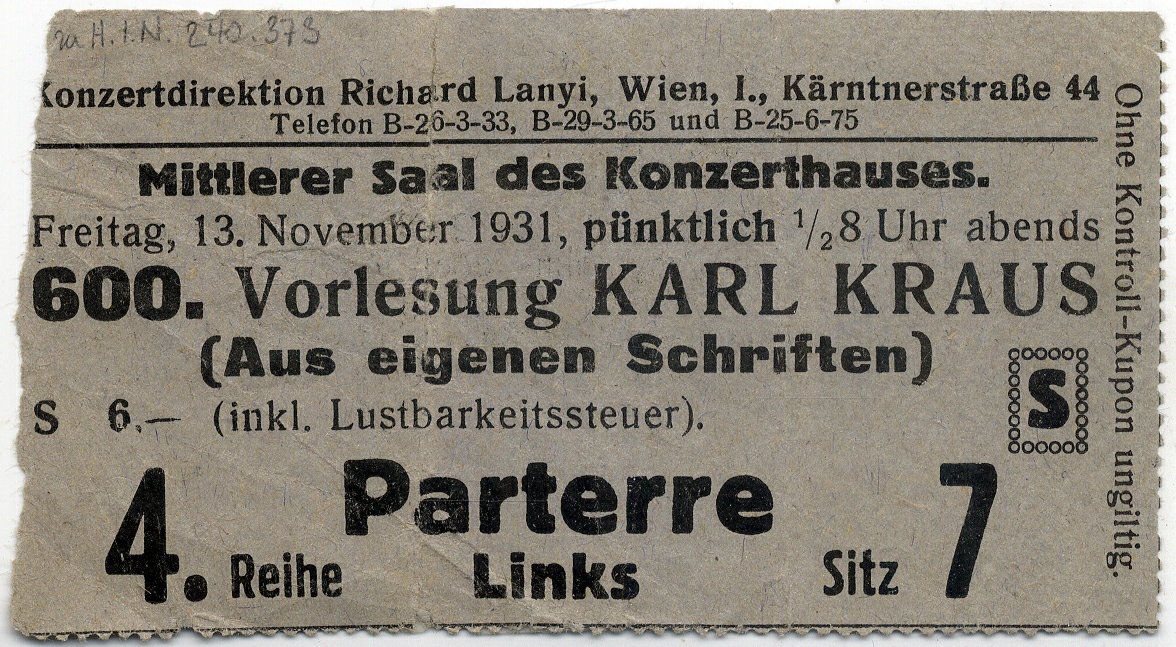 zu H.I.N. 240.373
Konzertdirektion Richard Lanyi, Wien, I., Kärntnerstraße 44
Telefon B-26-3-33, B-29-3-65 und B-25-6-75
Mittlerer Saal des Konzerthauses.
Freitag, 13. November 1931, pünktlich ½8 Uhr abends
600. Vorlesung KARL KRAUS
(Aus eigenen Schriften)
S 6.— (inkl. Lustbarkeitssteuer).
S
Parterre
4. Reihe Links Sitz 7
Ohne Kontroll-Kupon ungiltig.